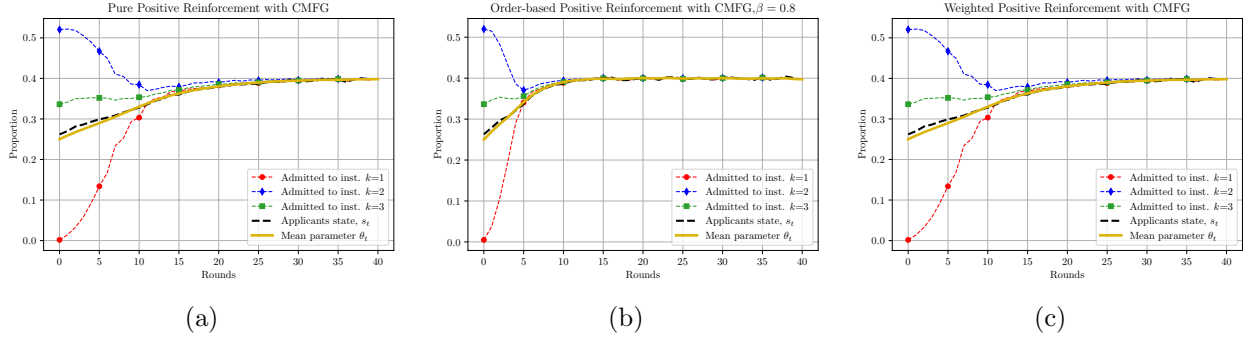 Pure Positive Reinforcement with CMFG
Proportion
0.5
0.4
0.3
0.2
0.1
0.0
Admitted to inst. k=1
Admitted to inst. k=2
Admitted to inst. k=3
Applicants state, s_t
Mean parameter θ_t
0 5 10 15 20 25 30 35 40
Rounds
(a)
Order-based Positive Reinforcement with CMFG,β = 0.8
Proportion
0.5
0.4
0.3
0.2
0.1
0.0
Admitted to inst. k=1
Admitted to inst. k=2
Admitted to inst. k=3
Applicants state, s_t
Mean parameter θ_t
0 5 10 15 20 25 30 35 40
Rounds
(b)
Weighted Positive Reinforcement with CMFG
Proportion
0.5
0.4
0.3
0.2
0.1
0.0
Admitted to inst. k=1
Admitted to inst. k=2
Admitted to inst. k=3
Applicants state, s_t
Mean parameter θ_t
0 5 10 15 20 25 30 35 40
Rounds
(c)